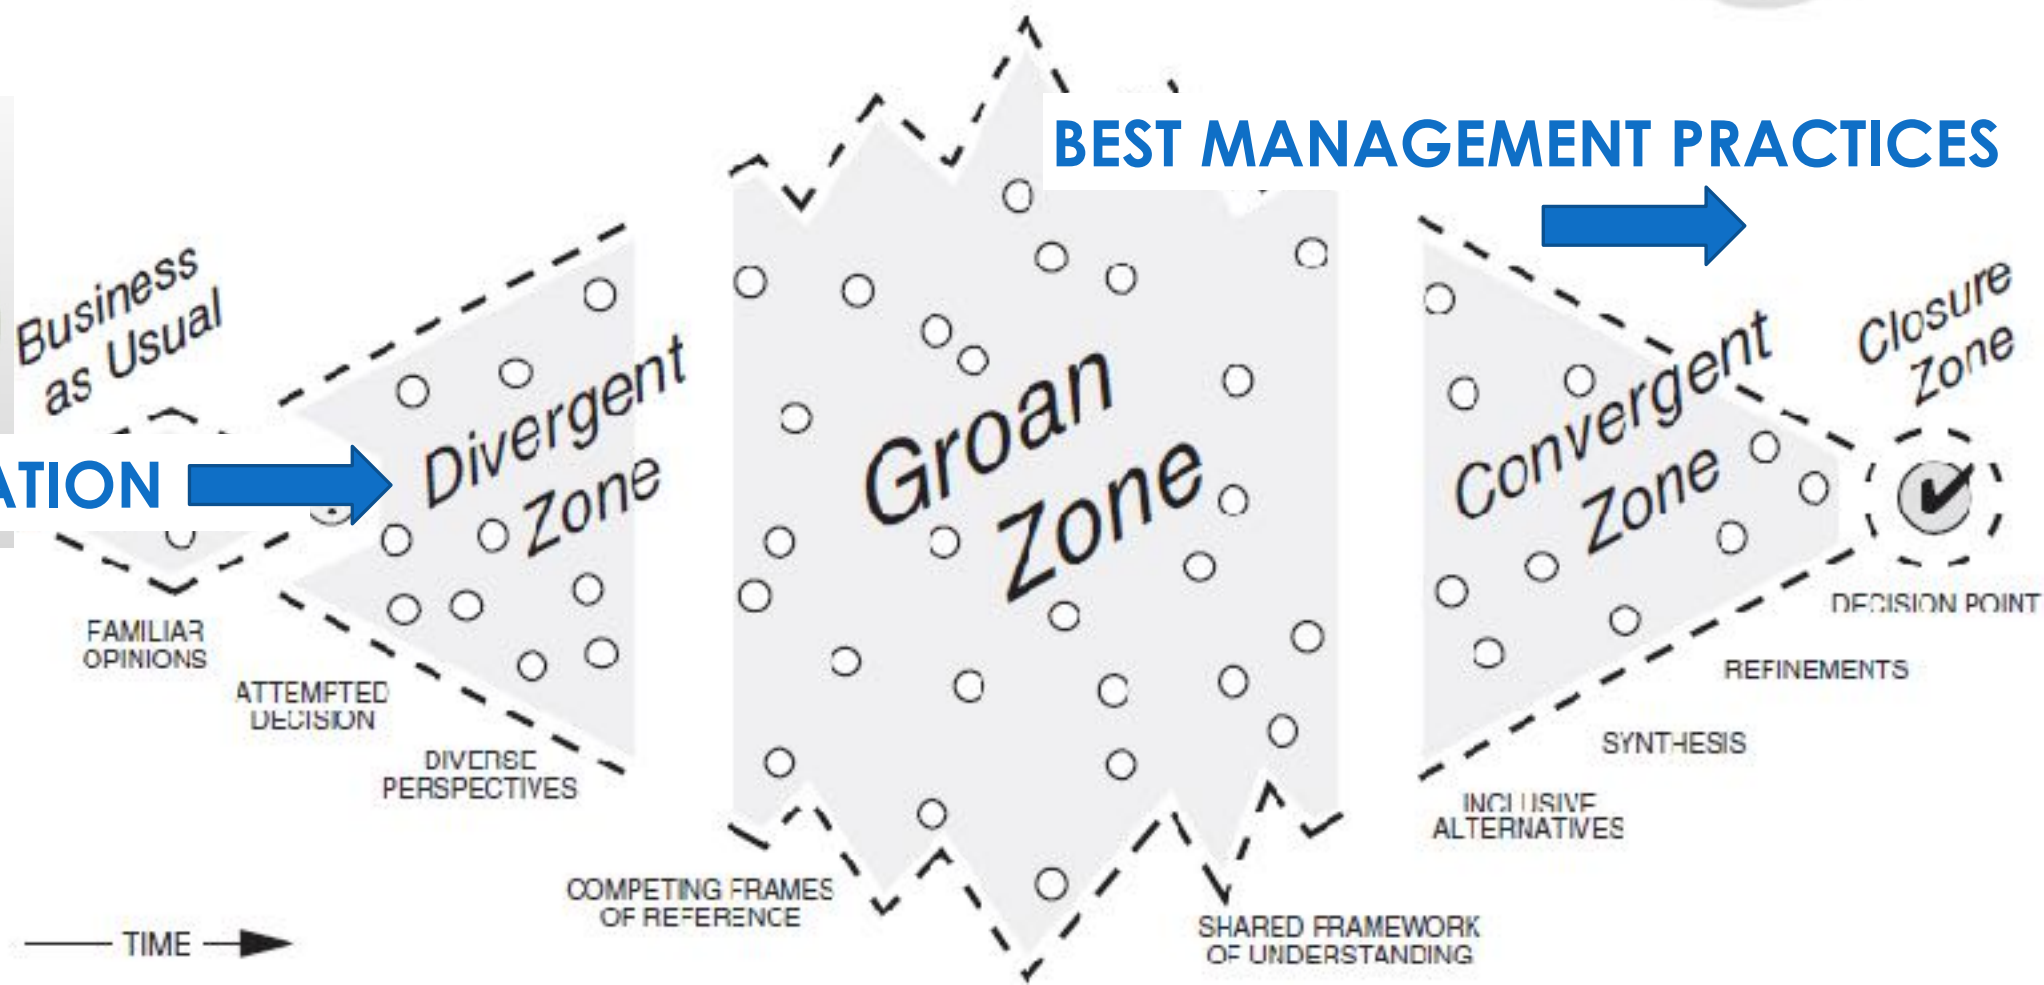 BEST MANAGEMENT PRACTICES
Business
as Usual
ATION
Divergent
Zone
Groan
Zone
Convergent
Zone
Closure
Zone
FAMILIAR
OPINIONS
ATTEMPTED
DECISION
DIVERSE
PERSPECTIVES
COMPETING FRAMES
OF REFERENCE
SHARED FRAMEWORK
OF UNDERSTANDING
INCLUSIVE
ALTERNATIVES
SYNTHESIS
REFINEMENTS
DECISION POINT
TIME